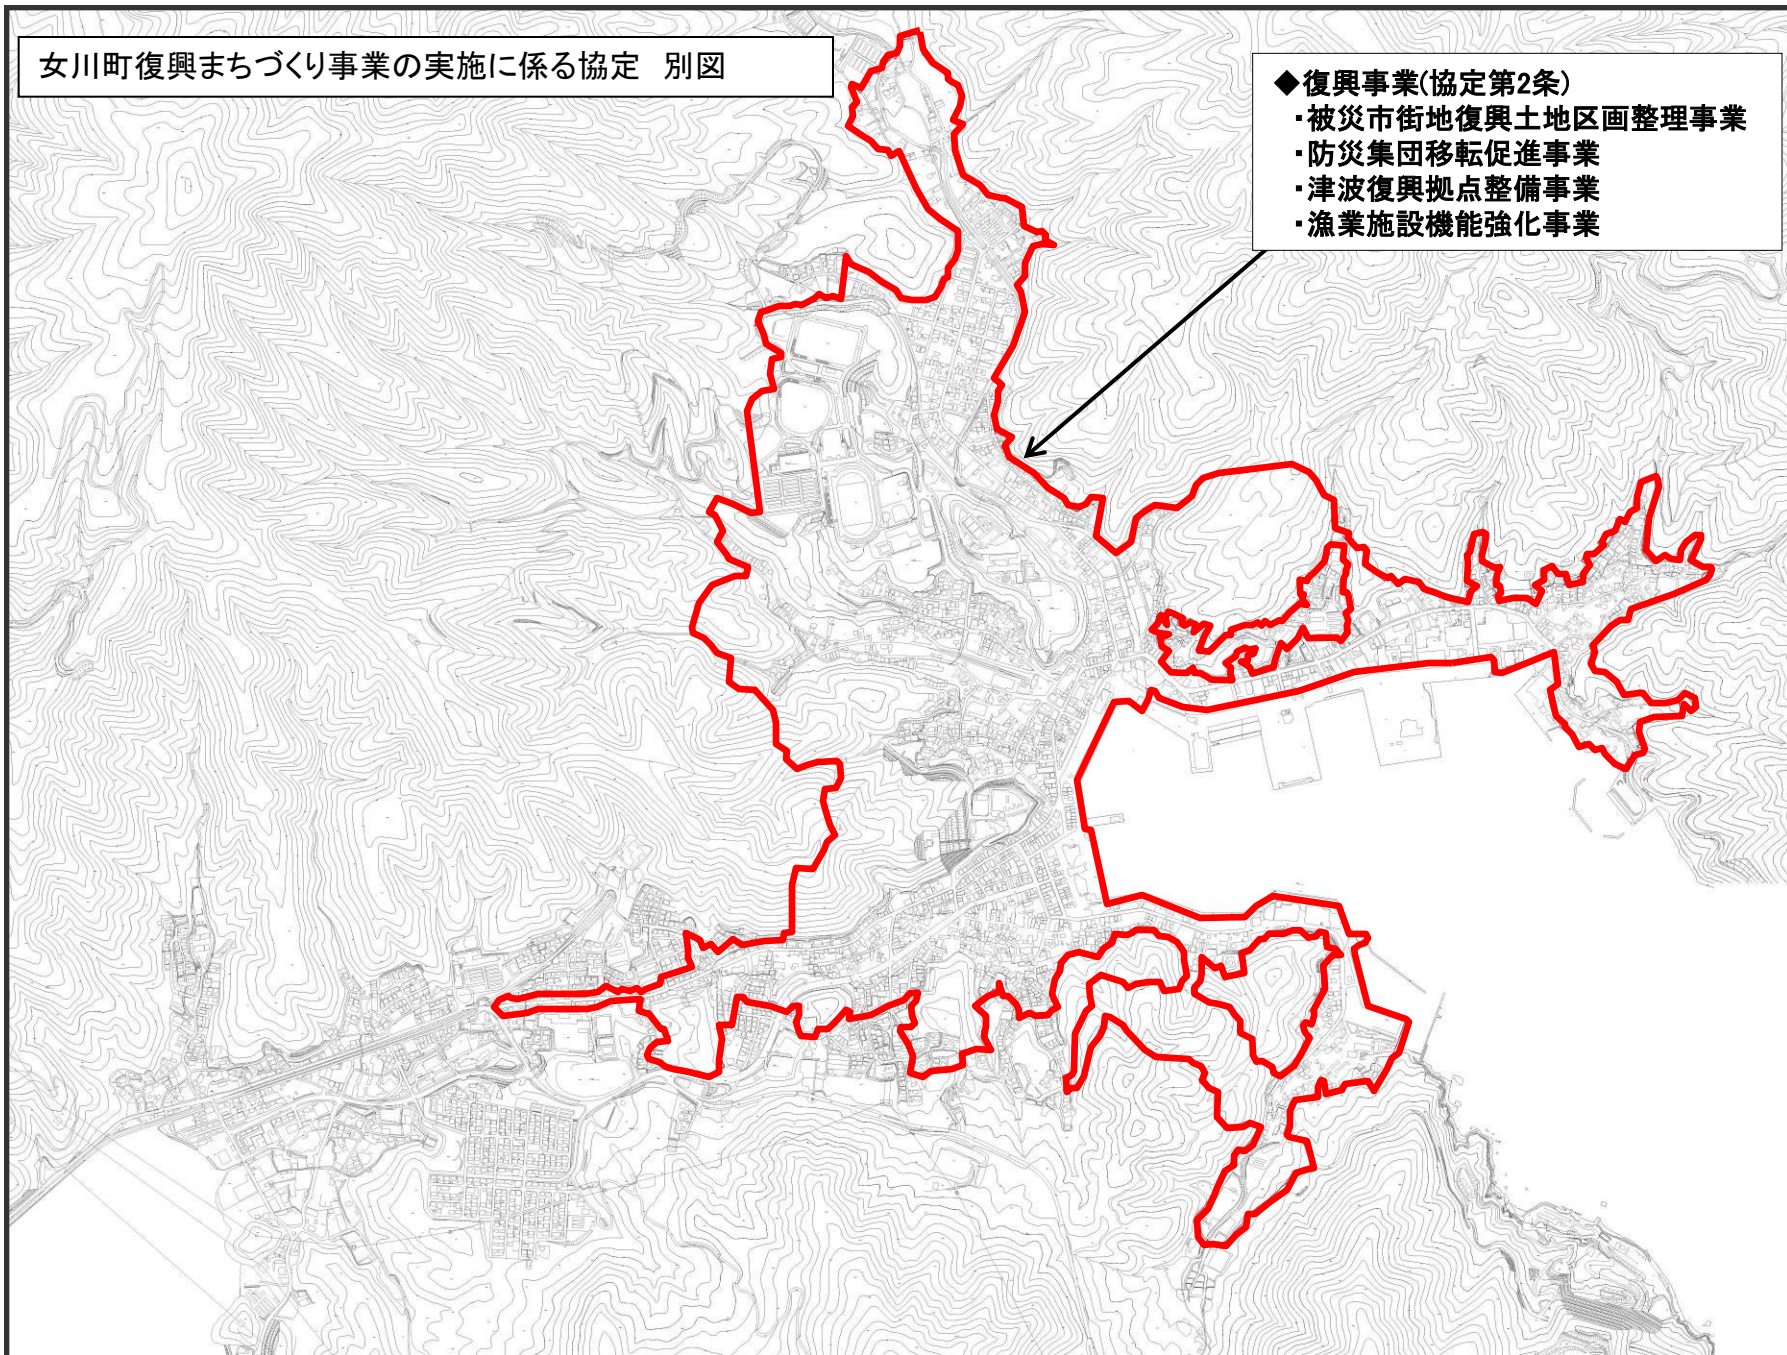 女川町復興まちづくり事業の実施に係る協定　別図
◆復興事業(協定第2条)
・被災市街地復興土地区画整理事業
・防災集団移転促進事業
・津波復興拠点整備事業
・漁業施設機能強化事業